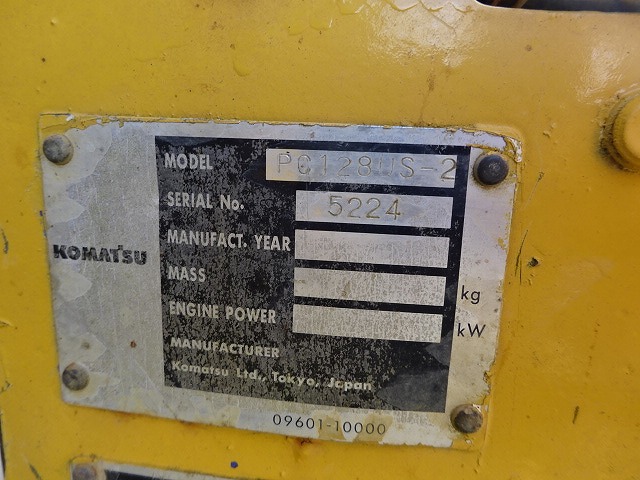 MODEL PC128US-2
SERIAL No. 5224
KOMATSU
MANUFACT. YEAR
MASS kg
ENGINE POWER kW
MANUFACTURER
Komatsu Ltd., Tokyo, Japan
09601-10000